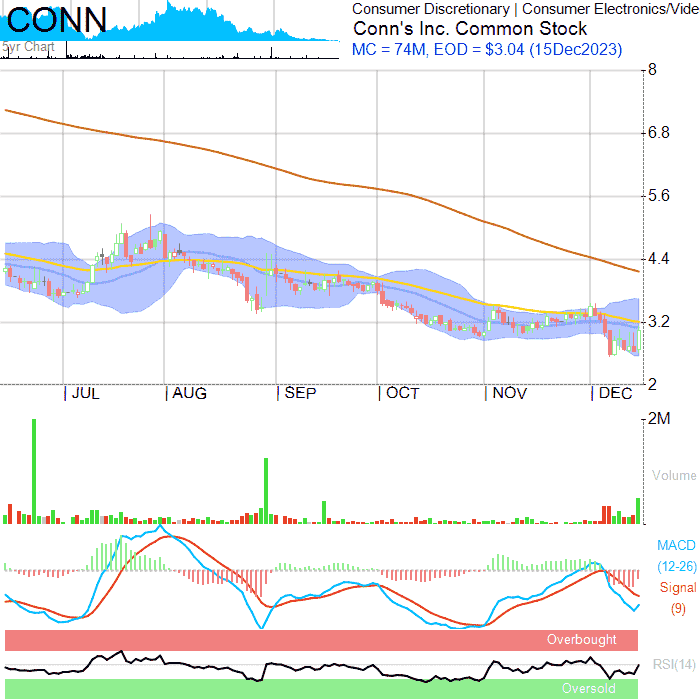 CONN
Consumer Discretionary | Consumer Electronics/Vide
Conn's Inc. Common Stock
5yr Chart
MC = 74M, EOD = $3.04 (15Dec2023)
8
6.8
5.6
4.4
3.2
2
JUL
AUG
SEP
OCT
NOV
DEC
2M
Volume
MACD
(12-26)
Signal
(9)
Overbought
RSI(14)
Oversold